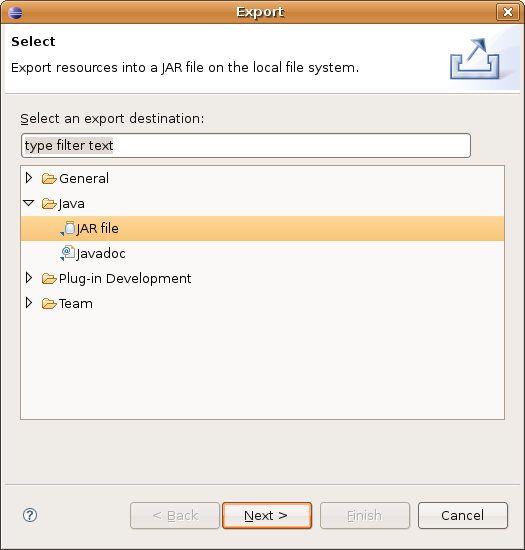 Export
Select
Export resources into a JAR file on the local file system.
Select an export destination:
type filter text
General
Java
JAR file
Javadoc
Plug-in Development
Team
< Back
Next >
Finish
Cancel